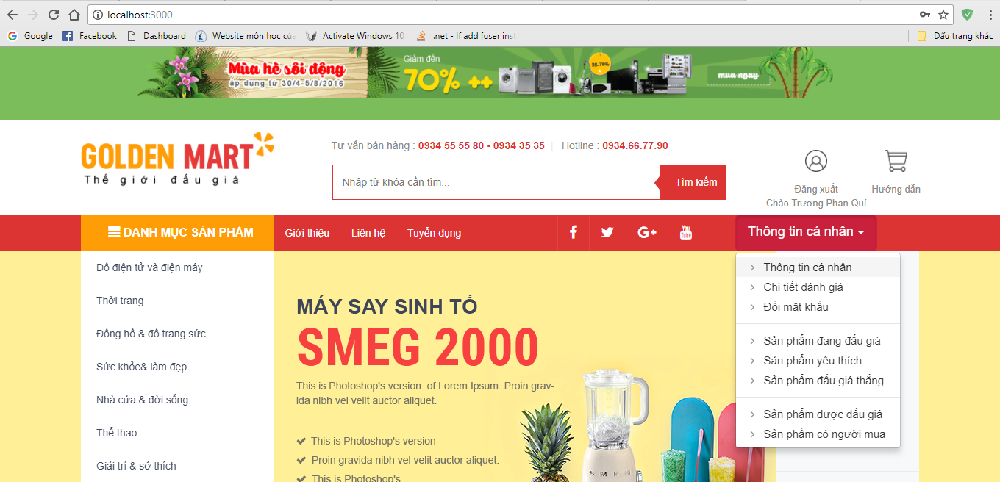 localhost:3000
Google Facebook Dashboard Website môn học củ Activate Windows 10 .net - If add [user inst Dấu trang khác
Mùa hè sôi động
áp dụng từ 30/4-5/8/2016
Giảm đến
70% ++
25-70%
mua ngay
GOLDEN MART
Thế giới đấu giá
Tư vấn bán hàng : 0934 55 55 80 - 0934 35 35 | Hotline : 0934.66.77.90
Nhập từ khóa cần tìm...
Tìm kiếm
Đăng xuất
Chào Trương Phan Quí
Hướng dẫn
DANH MỤC SẢN PHẨM
Giới thiệu Liên hệ Tuyển dụng
You
Tube
Thông tin cá nhân
Đồ điện tử và điện máy
Thời trang
Đồng hồ & đồ trang sức
Sức khỏe& làm đẹp
Nhà cửa & đời sống
Thể thao
Giải trí & sở thích
MÁY SAY SINH TỐ
SMEG 2000
This is Photoshop's version of Lorem Ipsum. Proin grav-
ida nibh vel velit auctor aliquet.
This is Photoshop's version
Proin gravida nibh vel velit auctor aliquet.
This is Photoshop's
SMEG
Thông tin cá nhân
Chi tiết đánh giá
Đổi mật khẩu
Sản phẩm đang đấu giá
Sản phẩm yêu thích
Sản phẩm đấu giá thắng
Sản phẩm được đấu giá
Sản phẩm có người mua